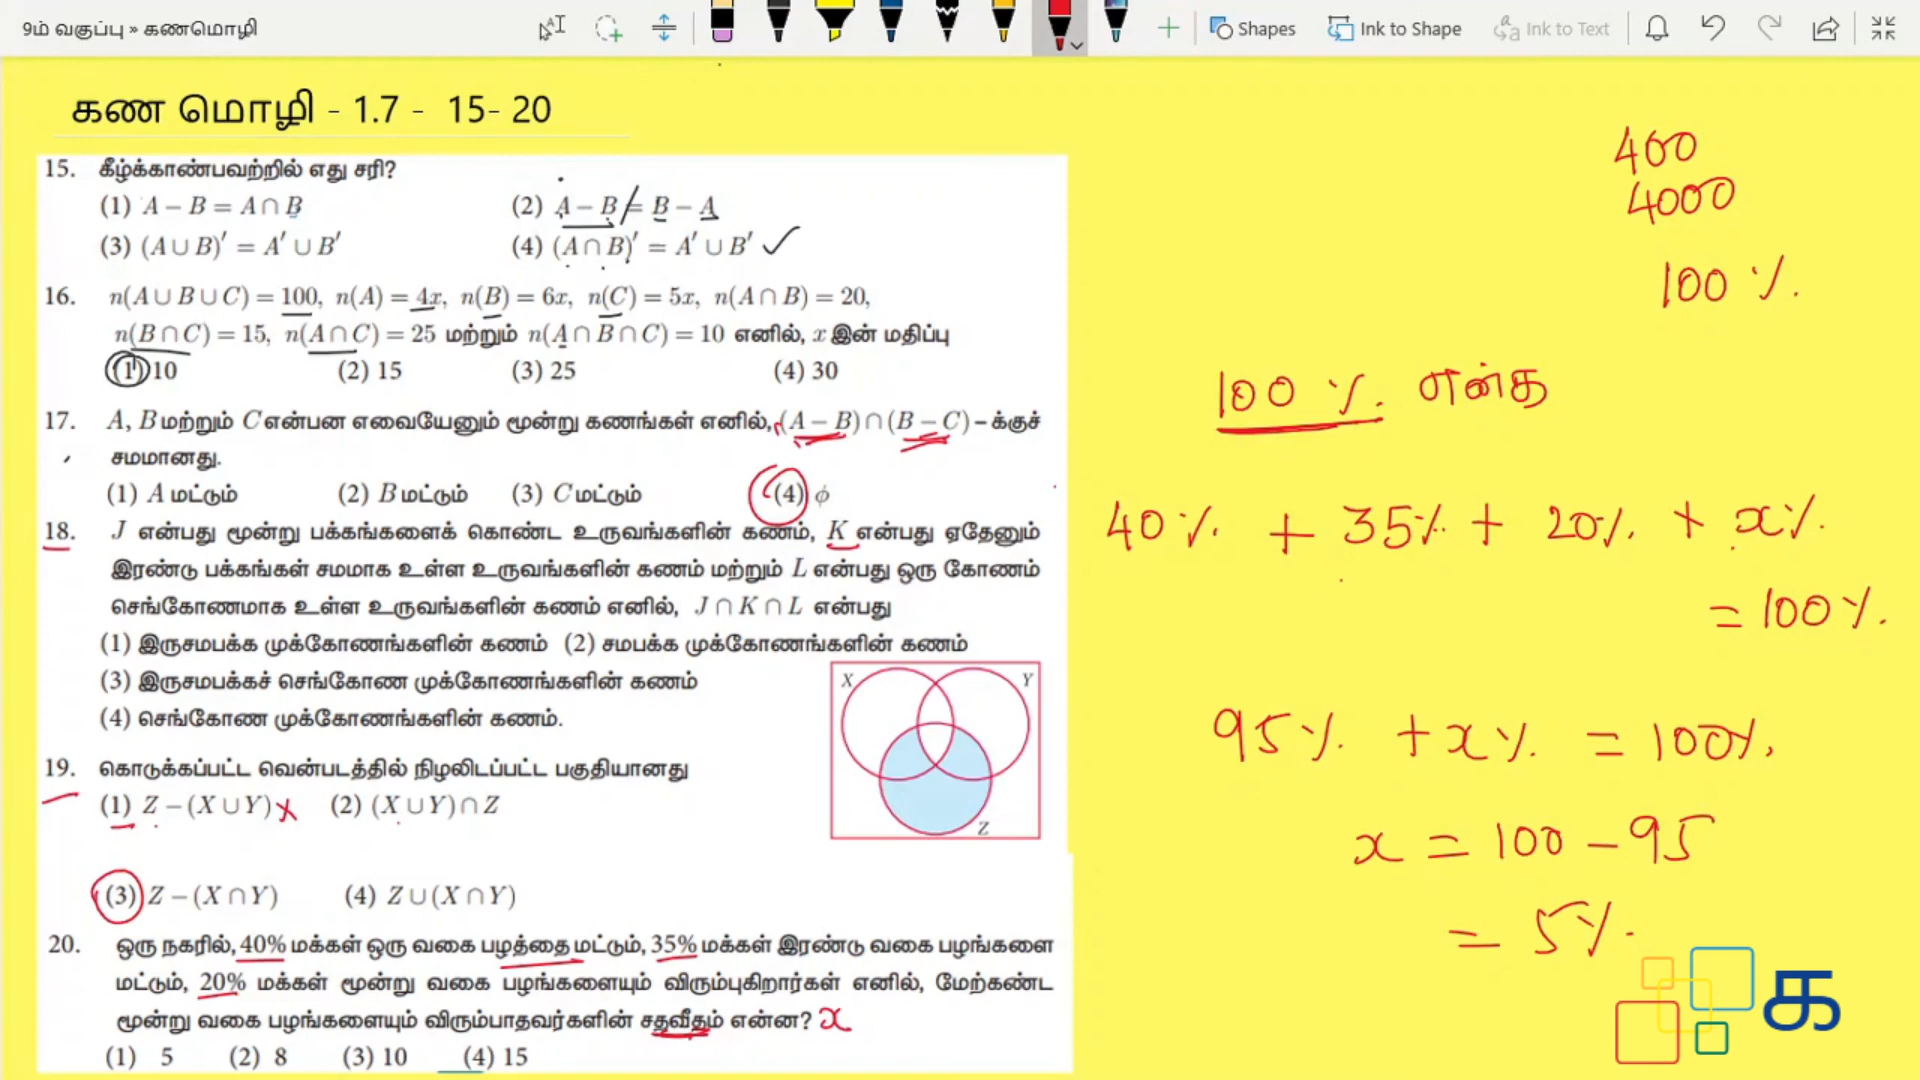 9ம் வகுப்பு » கணமொழி
Shapes
Ink to Shape
Ink to Text
கண மொழி - 1.7 - 15- 20
15. கீழ்க்காண்பவற்றில் எது சரி?
(1) A − B = A ∩ B (2) A − B = B − A
(3) (A ∪ B)′ = A′ ∪ B′ (4) (A ∩ B)′ = A′ ∪ B′ ✓
16. n(A ∪ B ∪ C) = 100, n(A) = 4x, n(B) = 6x, n(C) = 5x, n(A ∩ B) = 20,
n(B ∩ C) = 15, n(A ∩ C) = 25 மற்றும் n(A ∩ B ∩ C) = 10 எனில், x இன் மதிப்பு
(1) 10 (2) 15 (3) 25 (4) 30
17. A, B மற்றும் C என்பன எவையேனும் மூன்று கணங்கள் எனில், (A − B) ∩ (B − C) – க்குச்
சமமானது.
(1) A மட்டும் (2) B மட்டும் (3) C மட்டும் (4) ϕ
18. J என்பது மூன்று பக்கங்களைக் கொண்ட உருவங்களின் கணம், K என்பது ஏதேனும்
இரண்டு பக்கங்கள் சமமாக உள்ள உருவங்களின் கணம் மற்றும் L என்பது ஒரு கோணம்
செங்கோணமாக உள்ள உருவங்களின் கணம் எனில், J ∩ K ∩ L என்பது
(1) இருசமபக்க முக்கோணங்களின் கணம் (2) சமபக்க முக்கோணங்களின் கணம்
(3) இருசமபக்கச் செங்கோண முக்கோணங்களின் கணம்
(4) செங்கோண முக்கோணங்களின் கணம்.
X Y
Z
19. கொடுக்கப்பட்ட வென்படத்தில் நிழலிடப்பட்ட பகுதியானது
(1) Z − (X ∪ Y) x (2) (X ∪ Y) ∩ Z
(3) Z − (X ∩ Y) (4) Z ∪ (X ∩ Y)
20. ஒரு நகரில், 40% மக்கள் ஒரு வகை பழத்தை மட்டும், 35% மக்கள் இரண்டு வகை பழங்களை
மட்டும், 20% மக்கள் மூன்று வகை பழங்களையும் விரும்புகிறார்கள் எனில், மேற்கண்ட
மூன்று வகை பழங்களையும் விரும்பாதவர்களின் சதவீதம் என்ன? x
(1) 5 (2) 8 (3) 10 (4) 15
400
4000
100 %.
100 %. என்க
40 %. + 35% + 20%. + x%.
= 100%.
95%. + x%. = 100%.
x = 100 − 95
= 5%.
க